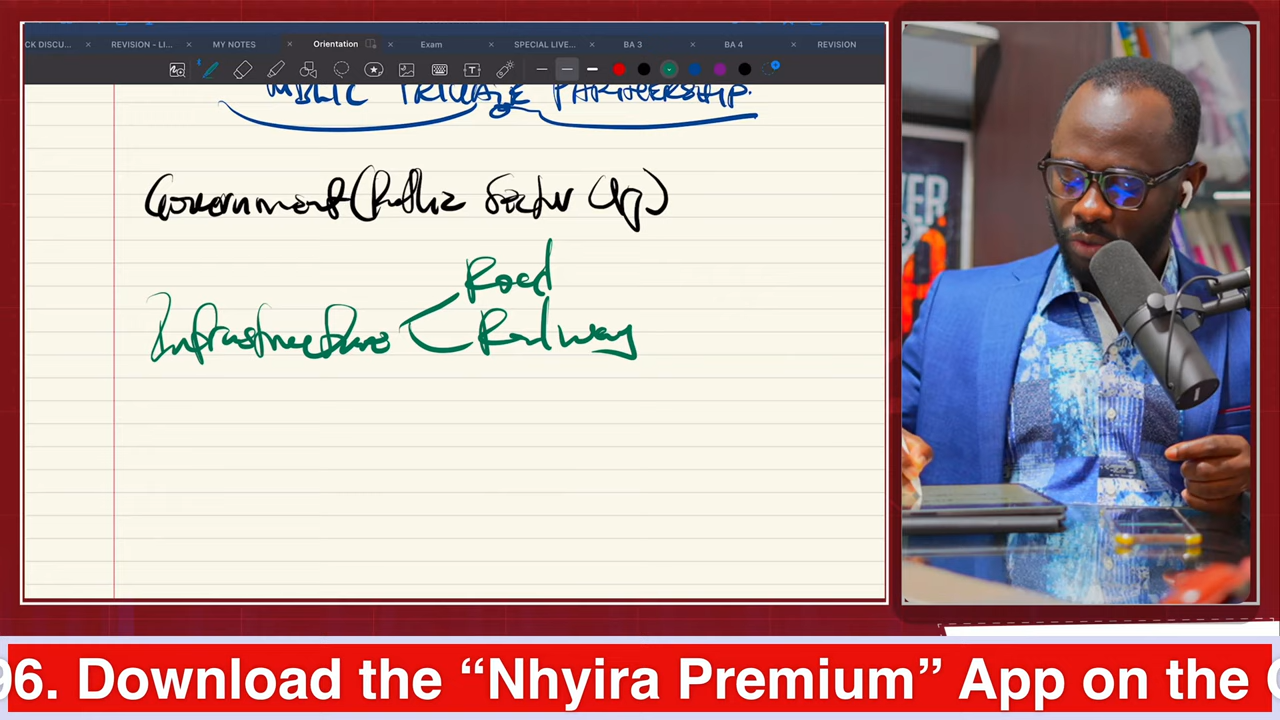 CK DISCU... × REVISION - LI... × MY NOTES × Orientation × Exam × SPECIAL LIVE... × BA 3 × BA 4 × REVISION
PUBLIC PRIVATE PARTNERSHIP.
Government (Public Sector Org)
Road
Infrastructure < Railway
96. Download the “Nhyira Premium” App on the